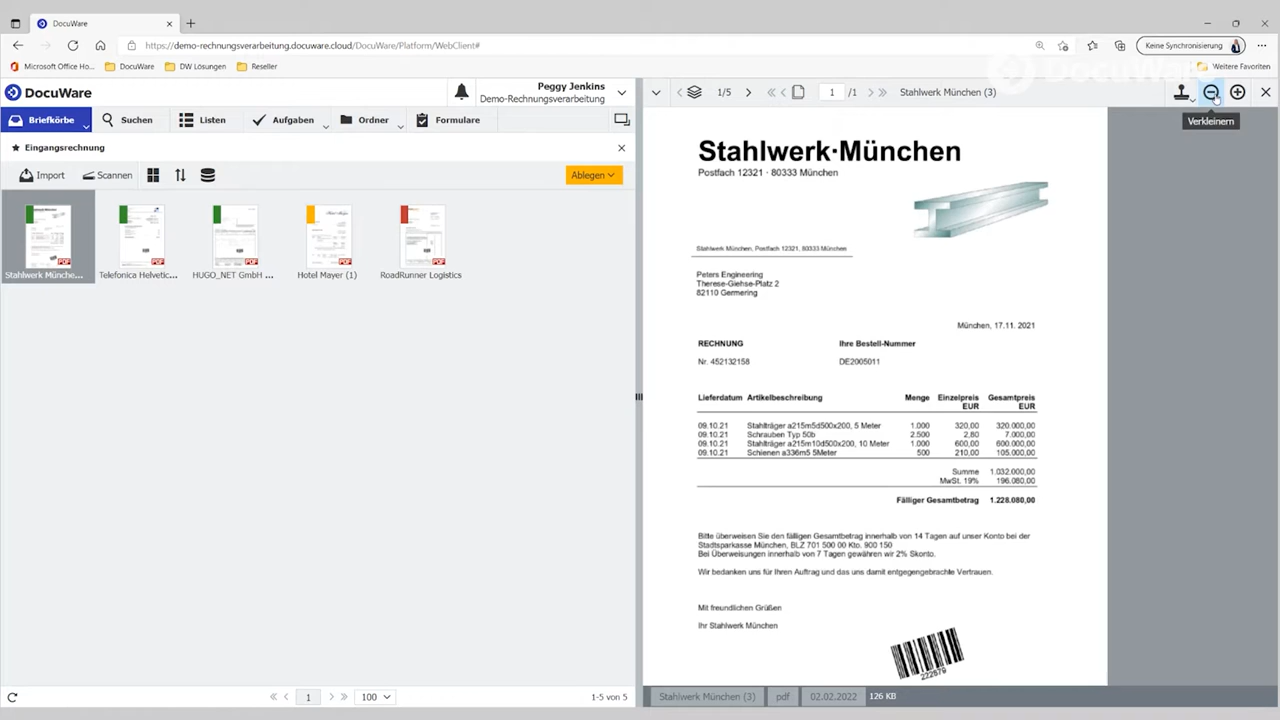 DocuWare
https://demo-rechnungsverarbeitung.docuware.cloud/DocuWare/Platform/WebClient#
Keine Synchronisierung
Microsoft Office Ho...
DocuWare
DW Lösungen
Reseller
Weitere Favoriten
DocuWare
DocuWare
Peggy Jenkins
Demo-Rechnungsverarbeitung
1/5
1
/1
Stahlwerk München (3)
Verkleinern
Briefkörbe
Suchen
Listen
Aufgaben
Ordner
Formulare
Eingangsrechnung
Import
Scannen
Ablegen
Stahlwerk Münche...
Telefonica Helvetic...
HUGO_NET GmbH ...
Hotel Mayer (1)
RoadRunner Logistics
Stahlwerk·München
Postfach 12321 · 80333 München
Stahlwerk München, Postfach 12321, 80333 München
Peters Engineering
Therese-Giehse-Platz 2
82110 Germering
München, 17.11. 2021
RECHNUNG Ihre Bestell-Nummer
Nr. 452132158 DE2005011
Lieferdatum Artikelbeschreibung Menge Einzelpreis Gesamtpreis
EUR EUR
09.10.21 Stahlträger a215m5d500x200, 5 Meter 1.000 320,00 320.000,00
09.10.21 Schrauben Typ 50b 2.500 2,80 7.000,00
09.10.21 Stahlträger a215m10d500x200, 10 Meter 1.000 600,00 600.000,00
09.10.21 Schienen a336m5 5Meter 500 210,00 105.000,00
Summe 1.032.000,00
MwSt. 19% 196.080,00
Fälliger Gesamtbetrag 1.228.080,00
Bitte überweisen Sie den fälligen Gesamtbetrag innerhalb von 14 Tagen auf unser Konto bei der
Stadtsparkasse München, BLZ 701 500 00 Kto. 900 150
Bei Überweisungen innerhalb von 7 Tagen gewähren wir 2% Skonto.
Wir bedanken uns für Ihren Auftrag und das uns damit entgegengebrachte Vertrauen.
Mit freundlichen Grüßen
Ihr Stahlwerk München
222879
1
100
1-5 von 5
Stahlwerk München (3)
pdf
02.02.2022
126 KB